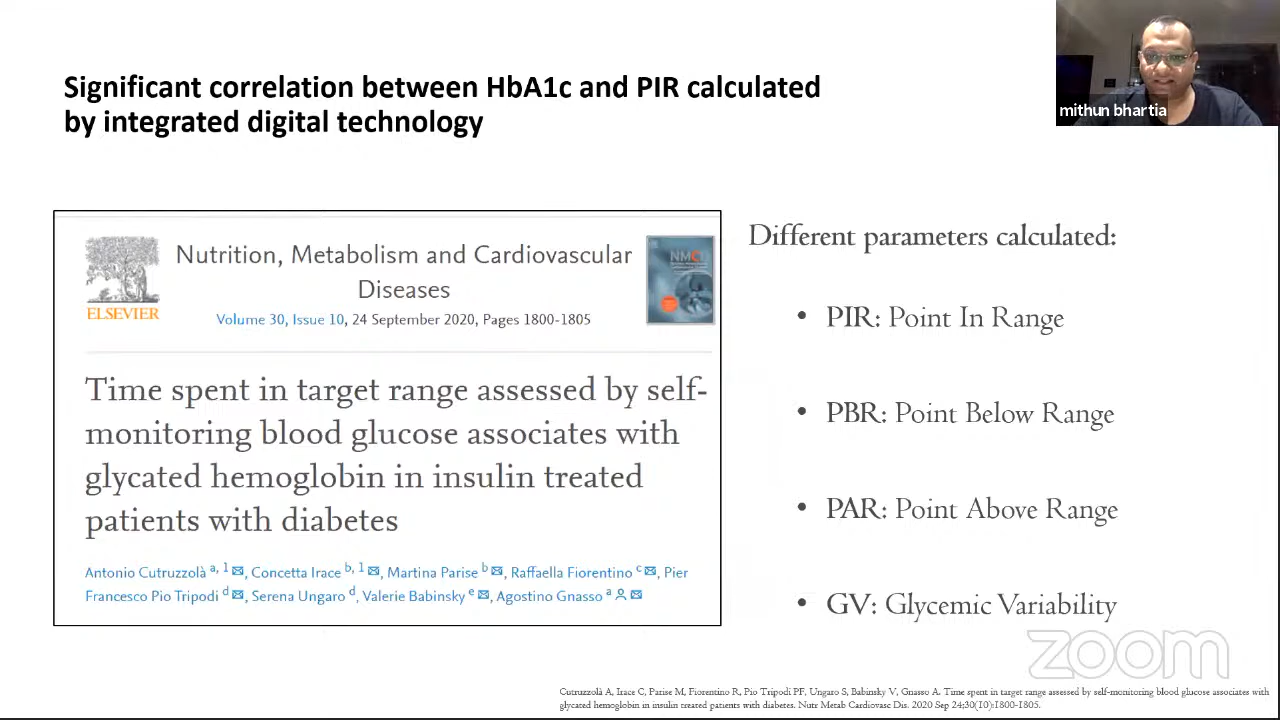 Significant correlation between HbA1c and PIR calculated
by integrated digital technology
mithun bhartia
ELSEVIER
Nutrition, Metabolism and Cardiovascular
Diseases
Volume 30, Issue 10, 24 September 2020, Pages 1800-1805
NMCD
Time spent in target range assessed by self-
monitoring blood glucose associates with
glycated hemoglobin in insulin treated
patients with diabetes
Antonio Cutruzzolà a, 1, Concetta Irace b, 1, Martina Parise b, Raffaella Fiorentino c, Pier
Francesco Pio Tripodi d, Serena Ungaro d, Valerie Babinsky e, Agostino Gnasso a
Different parameters calculated:
• PIR: Point In Range
• PBR: Point Below Range
• PAR: Point Above Range
• GV: Glycemic Variability
zoom
Cutruzzolà A, Irace C, Parise M, Fiorentino R, Pio Tripodi PF, Ungaro S, Babinsky V, Gnasso A. Time spent in target range assessed by self-monitoring blood glucose associates with
glycated hemoglobin in insulin treated patients with diabetes. Nutr Metab Cardiovasc Dis. 2020 Sep 24;30(10):1800-1805.